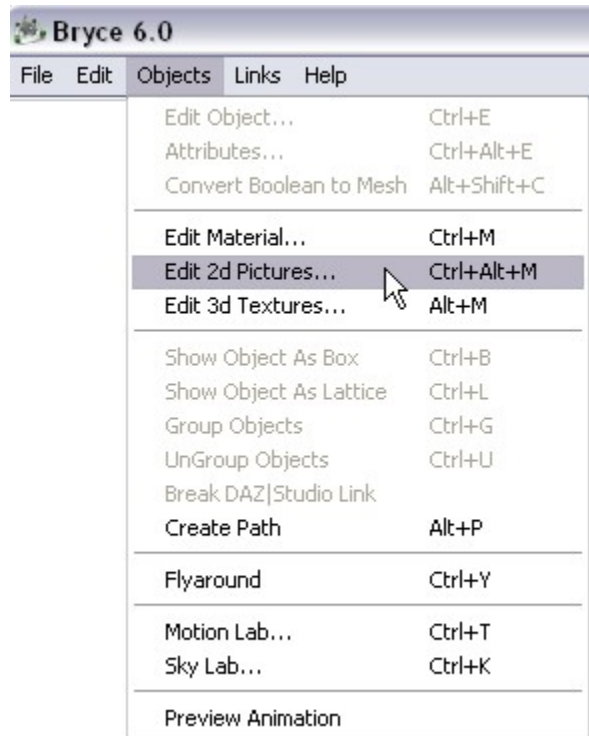 Bryce 6.0
File Edit Objects Links Help
Edit Object... Ctrl+E
Attributes... Ctrl+Alt+E
Convert Boolean to Mesh Alt+Shift+C
Edit Material... Ctrl+M
Edit 2d Pictures... Ctrl+Alt+M
Edit 3d Textures... Alt+M
Show Object As Box Ctrl+B
Show Object As Lattice Ctrl+L
Group Objects Ctrl+G
UnGroup Objects Ctrl+U
Break DAZ|Studio Link
Create Path Alt+P
Flyaround Ctrl+Y
Motion Lab... Ctrl+T
Sky Lab... Ctrl+K
Preview Animation